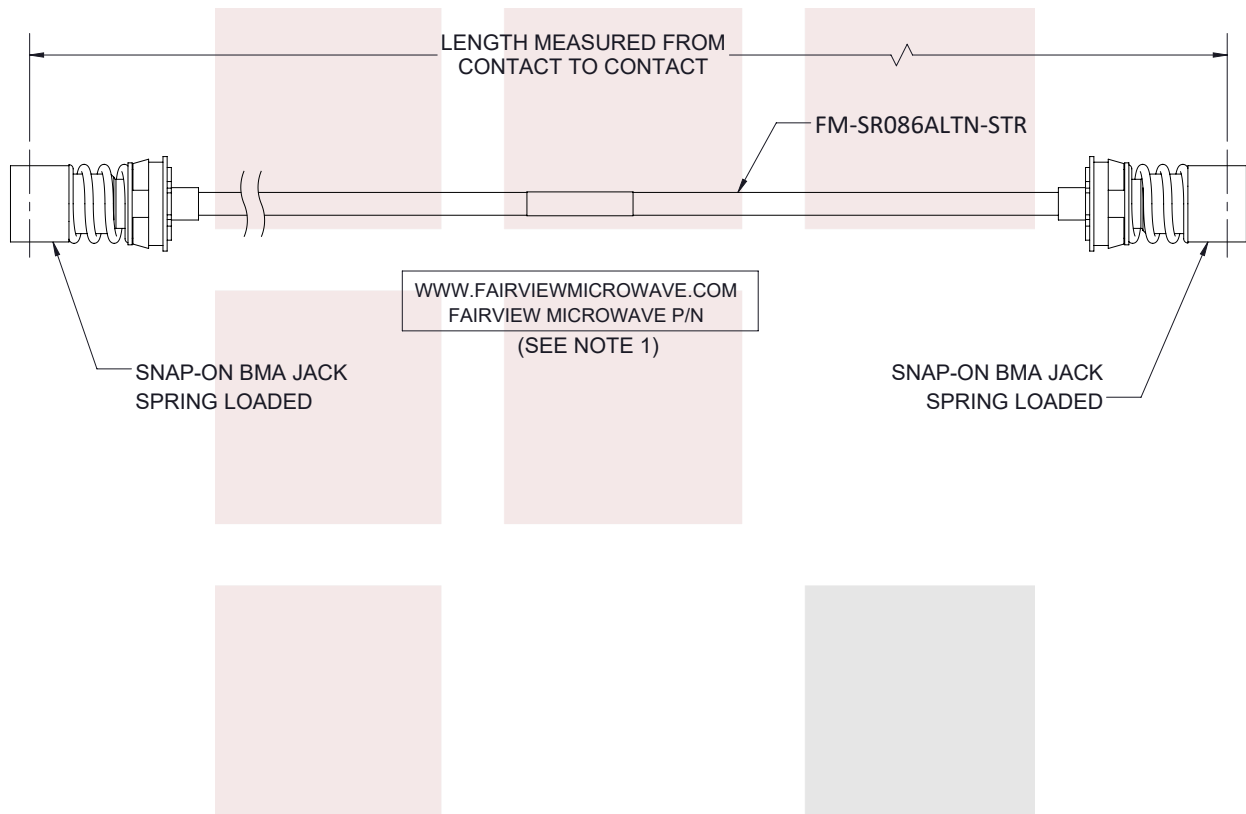 LENGTH MEASURED FROM
CONTACT TO CONTACT
FM-SR086ALTN-STR
WWW.FAIRVIEWMICROWAVE.COM
FAIRVIEW MICROWAVE P/N
(SEE NOTE 1)
SNAP-ON BMA JACK
SPRING LOADED
SNAP-ON BMA JACK
SPRING LOADED